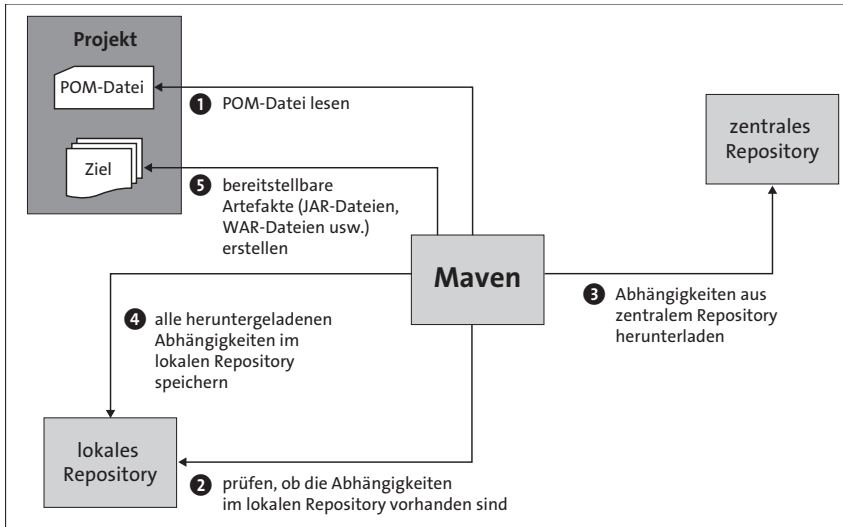 Projekt
POM-Datei
❶ POM-Datei lesen
Ziel
❺ bereitstellbare
Artefakte (JAR-Dateien,
WAR-Dateien usw.)
erstellen
zentrales
Repository
Maven
❸ Abhängigkeiten aus
zentralem Repository
herunterladen
❹ alle heruntergeladenen
Abhängigkeiten im
lokalen Repository
speichern
lokales
Repository
❷ prüfen, ob die Abhängigkeiten
im lokalen Repository vorhanden sind